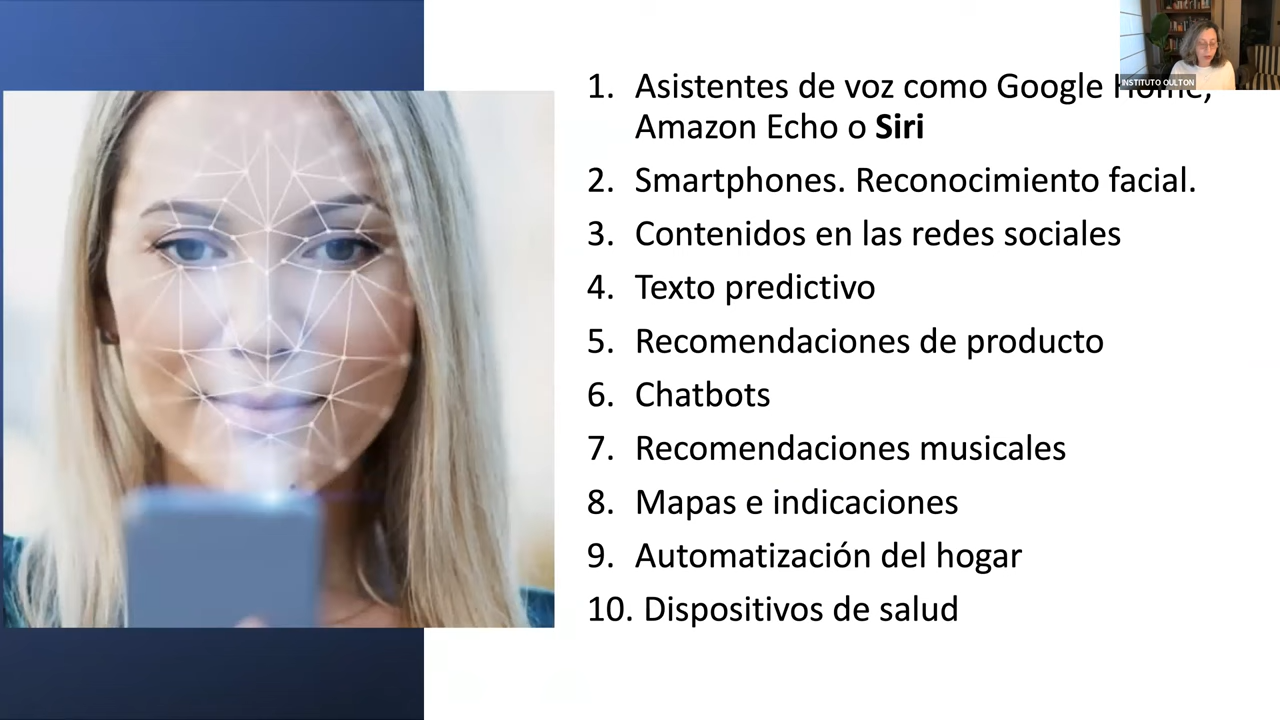 1. Asistentes de voz como Google Home,
Amazon Echo o Siri
2. Smartphones. Reconocimiento facial.
3. Contenidos en las redes sociales
4. Texto predictivo
5. Recomendaciones de producto
6. Chatbots
7. Recomendaciones musicales
8. Mapas e indicaciones
9. Automatización del hogar
10. Dispositivos de salud
INSTITUTO OULTON